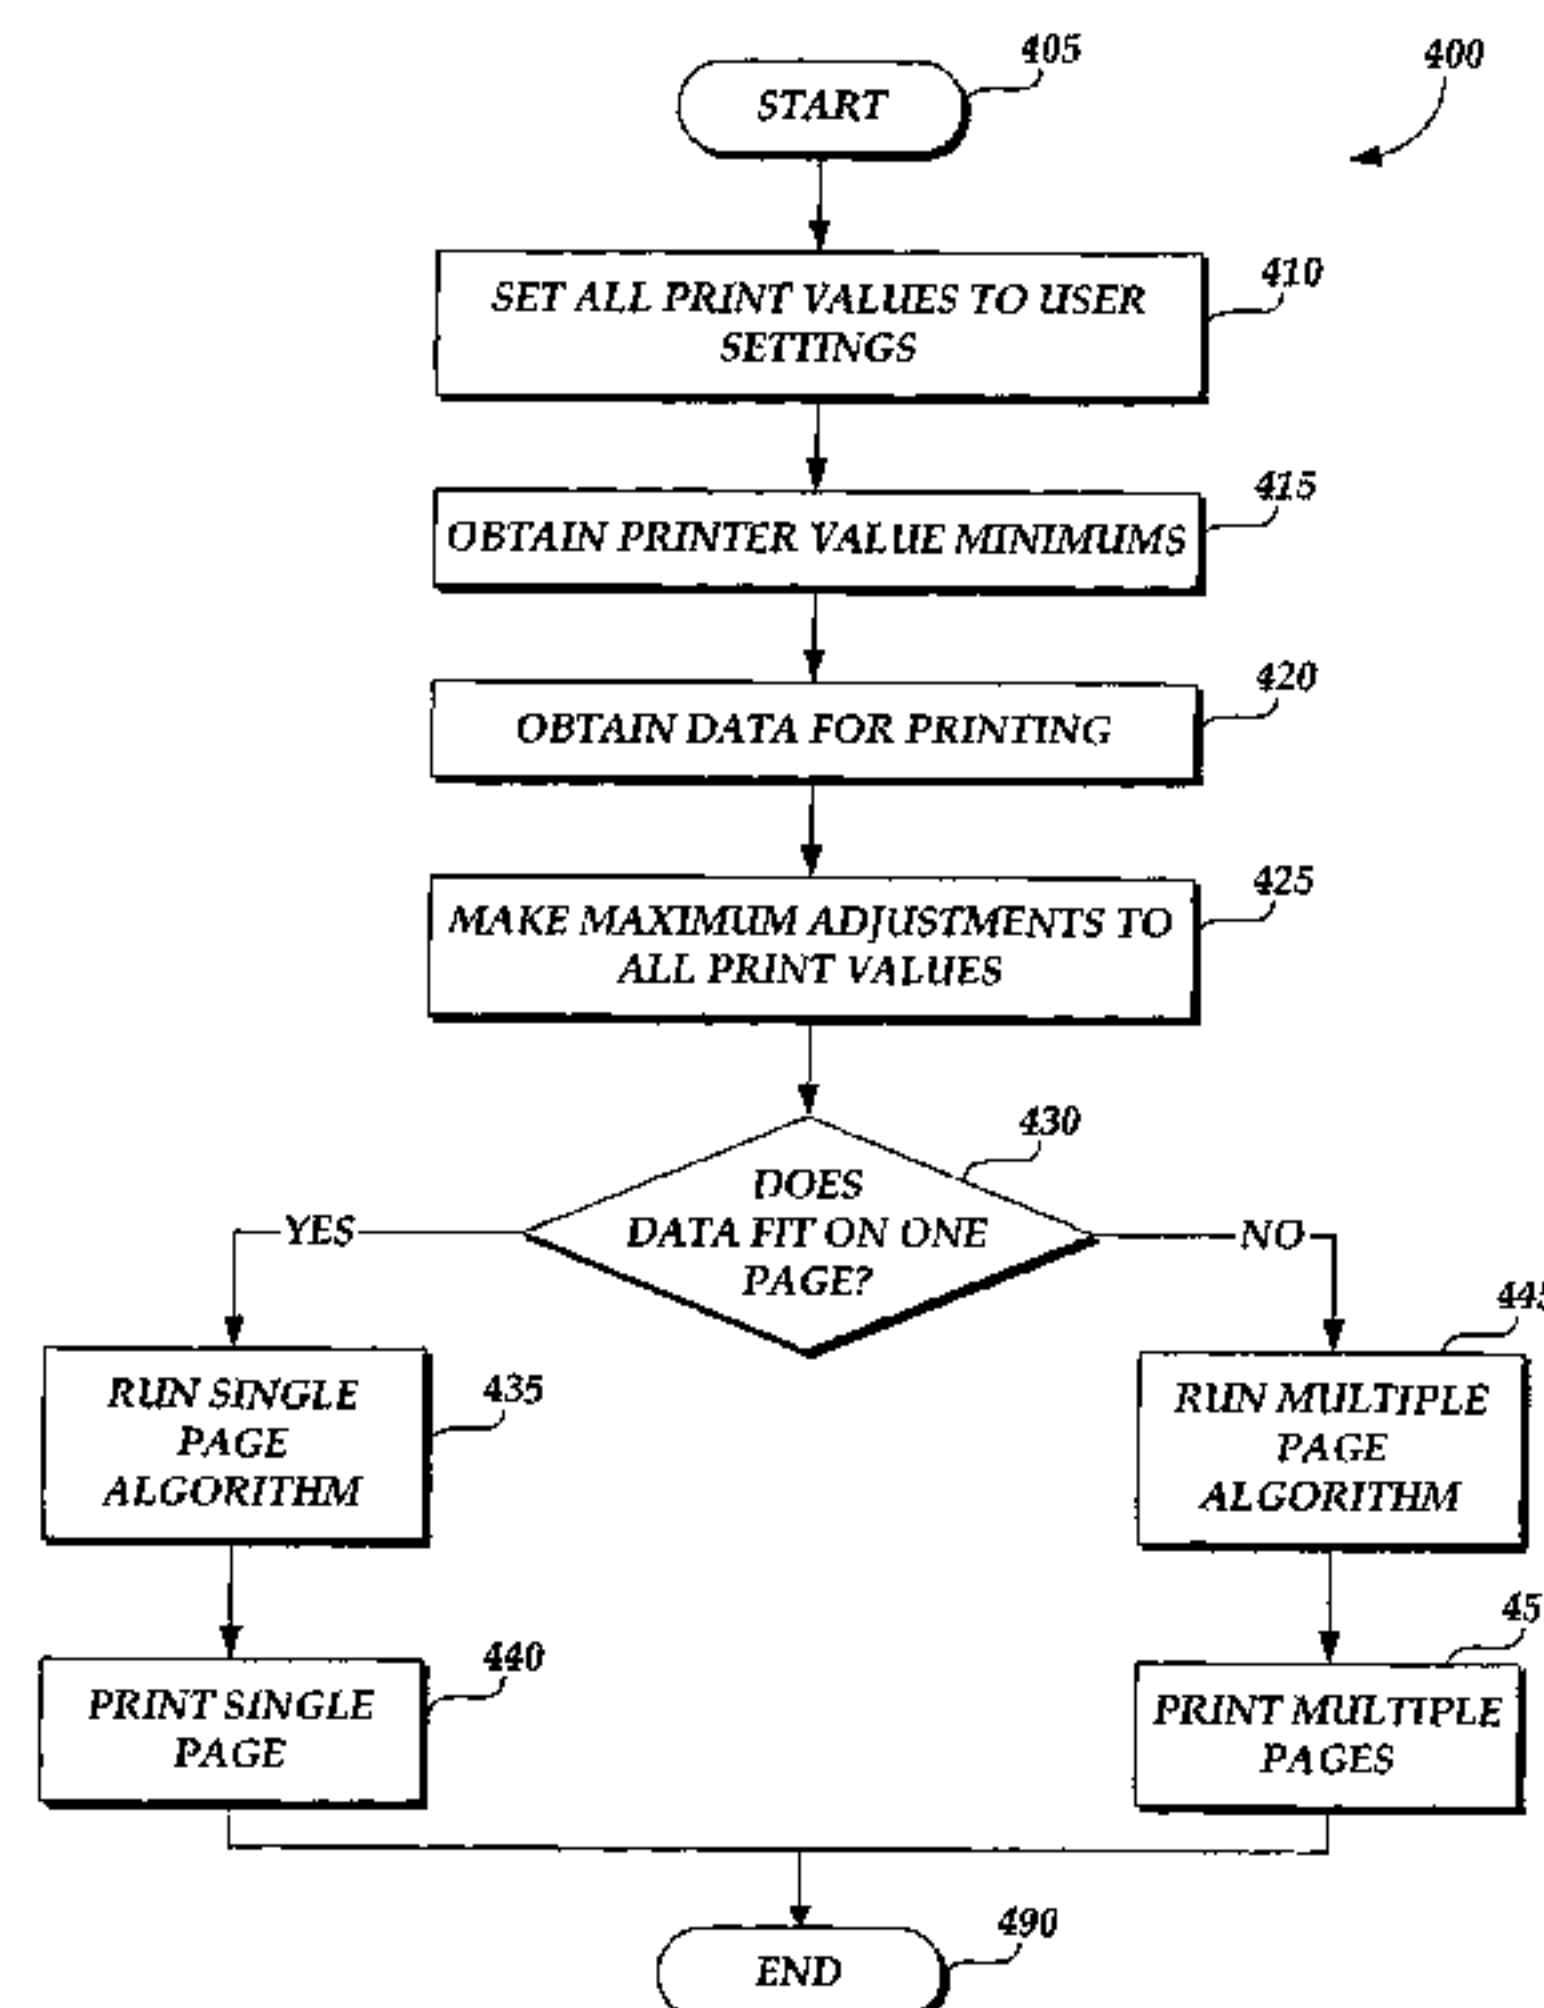 405
400
START
SET ALL PRINT VALUES TO USER
SETTINGS
410
OBTAIN PRINTER VALUE MINIMUMS
415
OBTAIN DATA FOR PRINTING
420
MAKE MAXIMUM ADJUSTMENTS TO
ALL PRINT VALUES
425
430
DOES
DATA FIT ON ONE
PAGE?
YES
NO
RUN SINGLE
PAGE
ALGORITHM
435
445
RUN MULTIPLE
PAGE
ALGORITHM
PRINT SINGLE
PAGE
440
45
PRINT MULTIPLE
PAGES
END
490